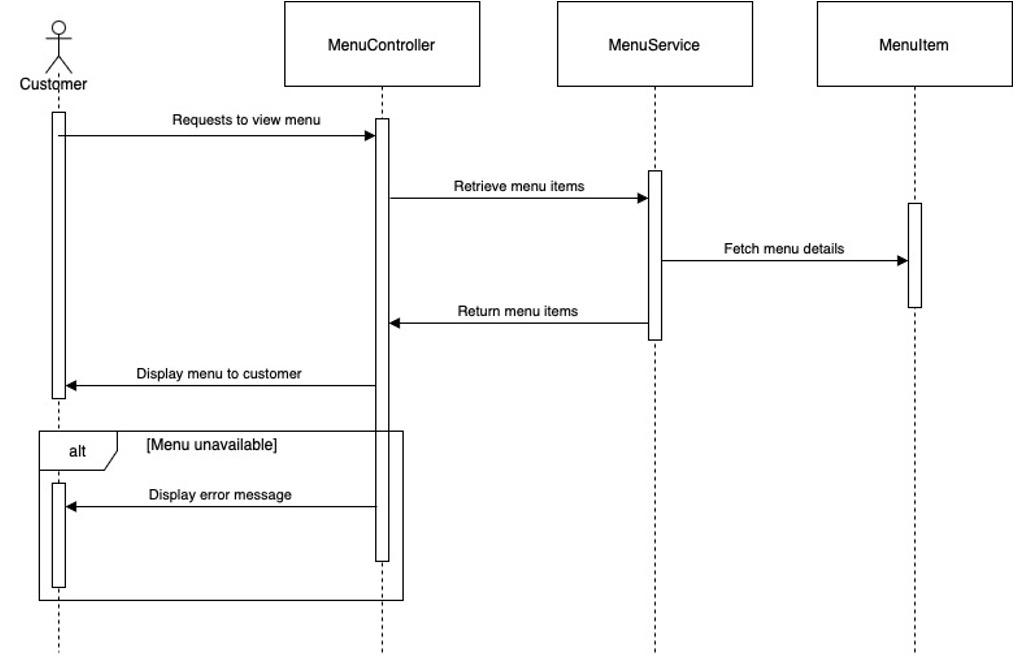 MenuController
MenuService
MenuItem
Customer
Requests to view menu
Retrieve menu items
Fetch menu details
Return menu items
Display menu to customer
alt
[Menu unavailable]
Display error message